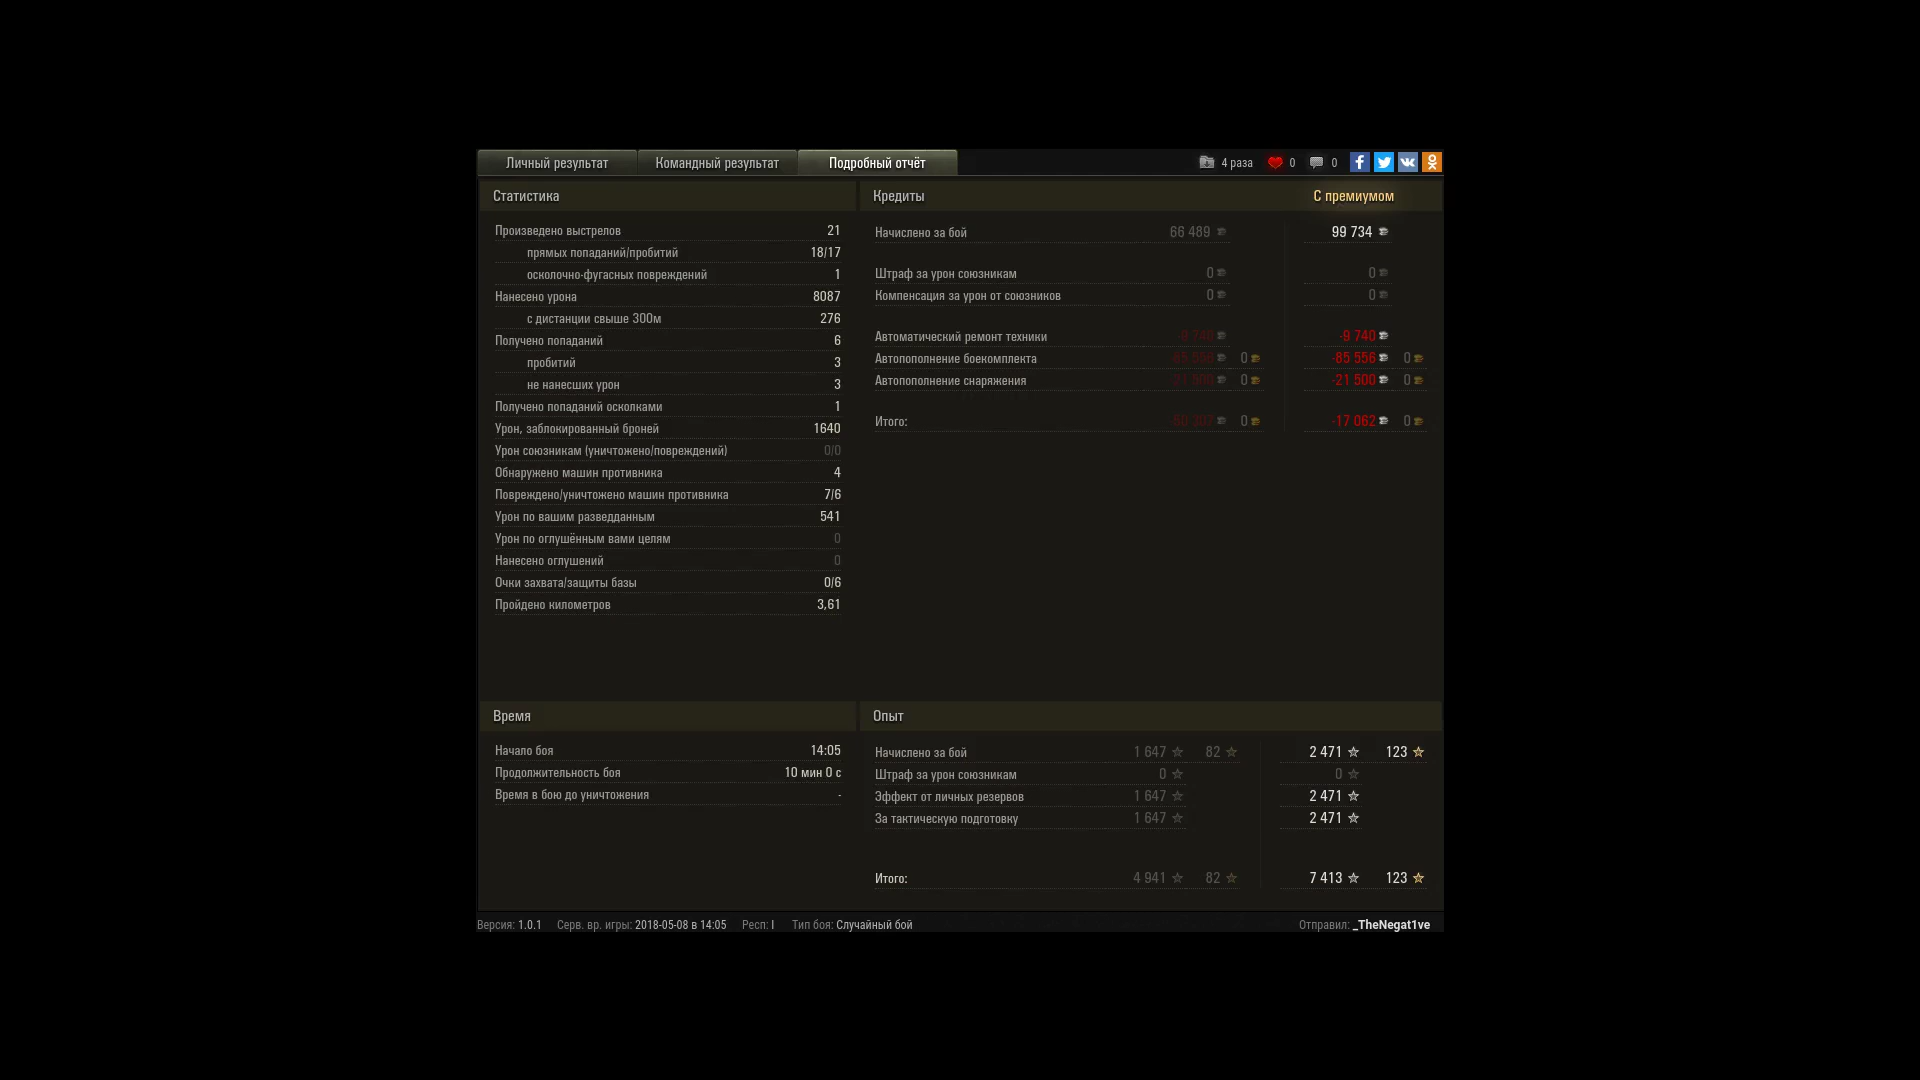 Личный результат Командный результат Подробный отчёт 4 раза 0 0
Статистика
Произведено выстрелов 21
прямых попаданий/пробитий 18/17
осколочно-фугасных повреждений 1
Нанесено урона 8087
с дистанции свыше 300м 276
Получено попаданий 6
пробитий 3
не нанесших урон 3
Получено попаданий осколками 1
Урон, заблокированный броней 1640
Урон союзникам (уничтожено/повреждений) 0/0
Обнаружено машин противника 4
Повреждено/уничтожено машин противника 7/6
Урон по вашим разведданным 541
Урон по оглушённым вами целям 0
Нанесено оглушений 0
Очки захвата/защиты базы 0/6
Пройдено километров 3,61
Кредиты С премиумом
Начислено за бой 66 489 99 734
Штраф за урон союзникам 0 0
Компенсация за урон от союзников 0 0
Автоматический ремонт техники -9 740 -9 740
Автопополнение боекомплекта -85 556 0 -85 556 0
Автопополнение снаряжения -21 500 0 -21 500 0
Итого: -50 307 0 -17 062 0
Время
Начало боя 14:05
Продолжительность боя 10 мин 0 с
Время в бою до уничтожения -
Опыт
Начислено за бой 1 647 82 2 471 123
Штраф за урон союзникам 0 0
Эффект от личных резервов 1 647 2 471
За тактическую подготовку 1 647 2 471
Итого: 4 941 82 7 413 123
Версия: 1.0.1 Серв. вр. игры: 2018-05-08 в 14:05 Респ: I Тип боя: Случайный бой Отправил: _TheNegat1ve